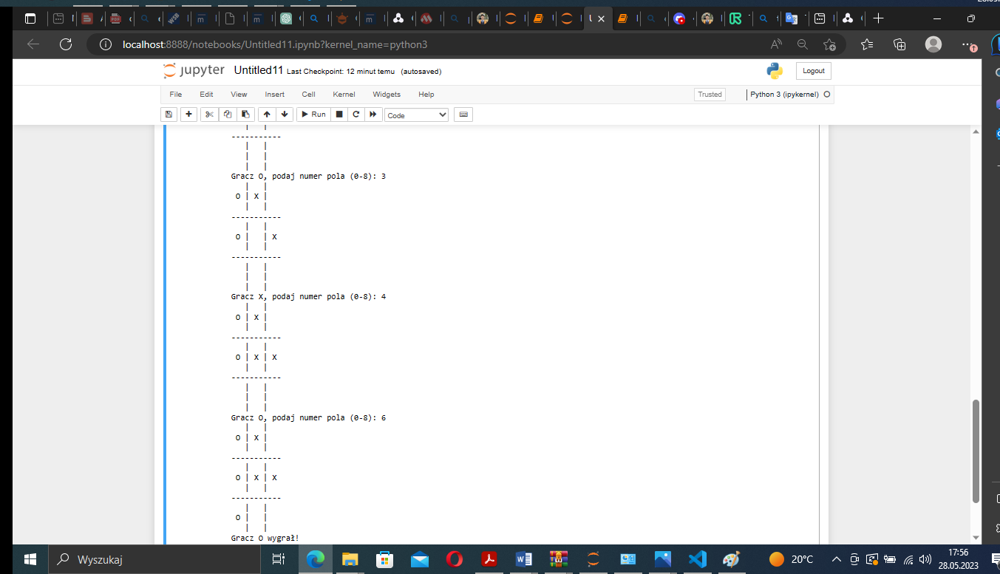 localhost:8888/notebooks/Untitled11.ipynb?kernel_name=python3
jupyter Untitled11 Last Checkpoint: 12 minut temu (autosaved)
Logout
File Edit View Insert Cell Kernel Widgets Help
Trusted Python 3 (ipykernel) O
Run Code
| |
-----------
| |
| |
| |
Gracz O, podaj numer pola (0-8): 3
| |
O | X |
| |
-----------
| |
O | | X
| |
-----------
| |
| |
| |
Gracz X, podaj numer pola (0-8): 4
| |
O | X |
| |
-----------
| |
O | X | X
| |
-----------
| |
| |
| |
Gracz O, podaj numer pola (0-8): 6
| |
O | X |
| |
-----------
| |
O | X | X
| |
-----------
| |
O | |
| |
Gracz O wygrał!
Wyszukaj
20°C
17:56
28.05.2023